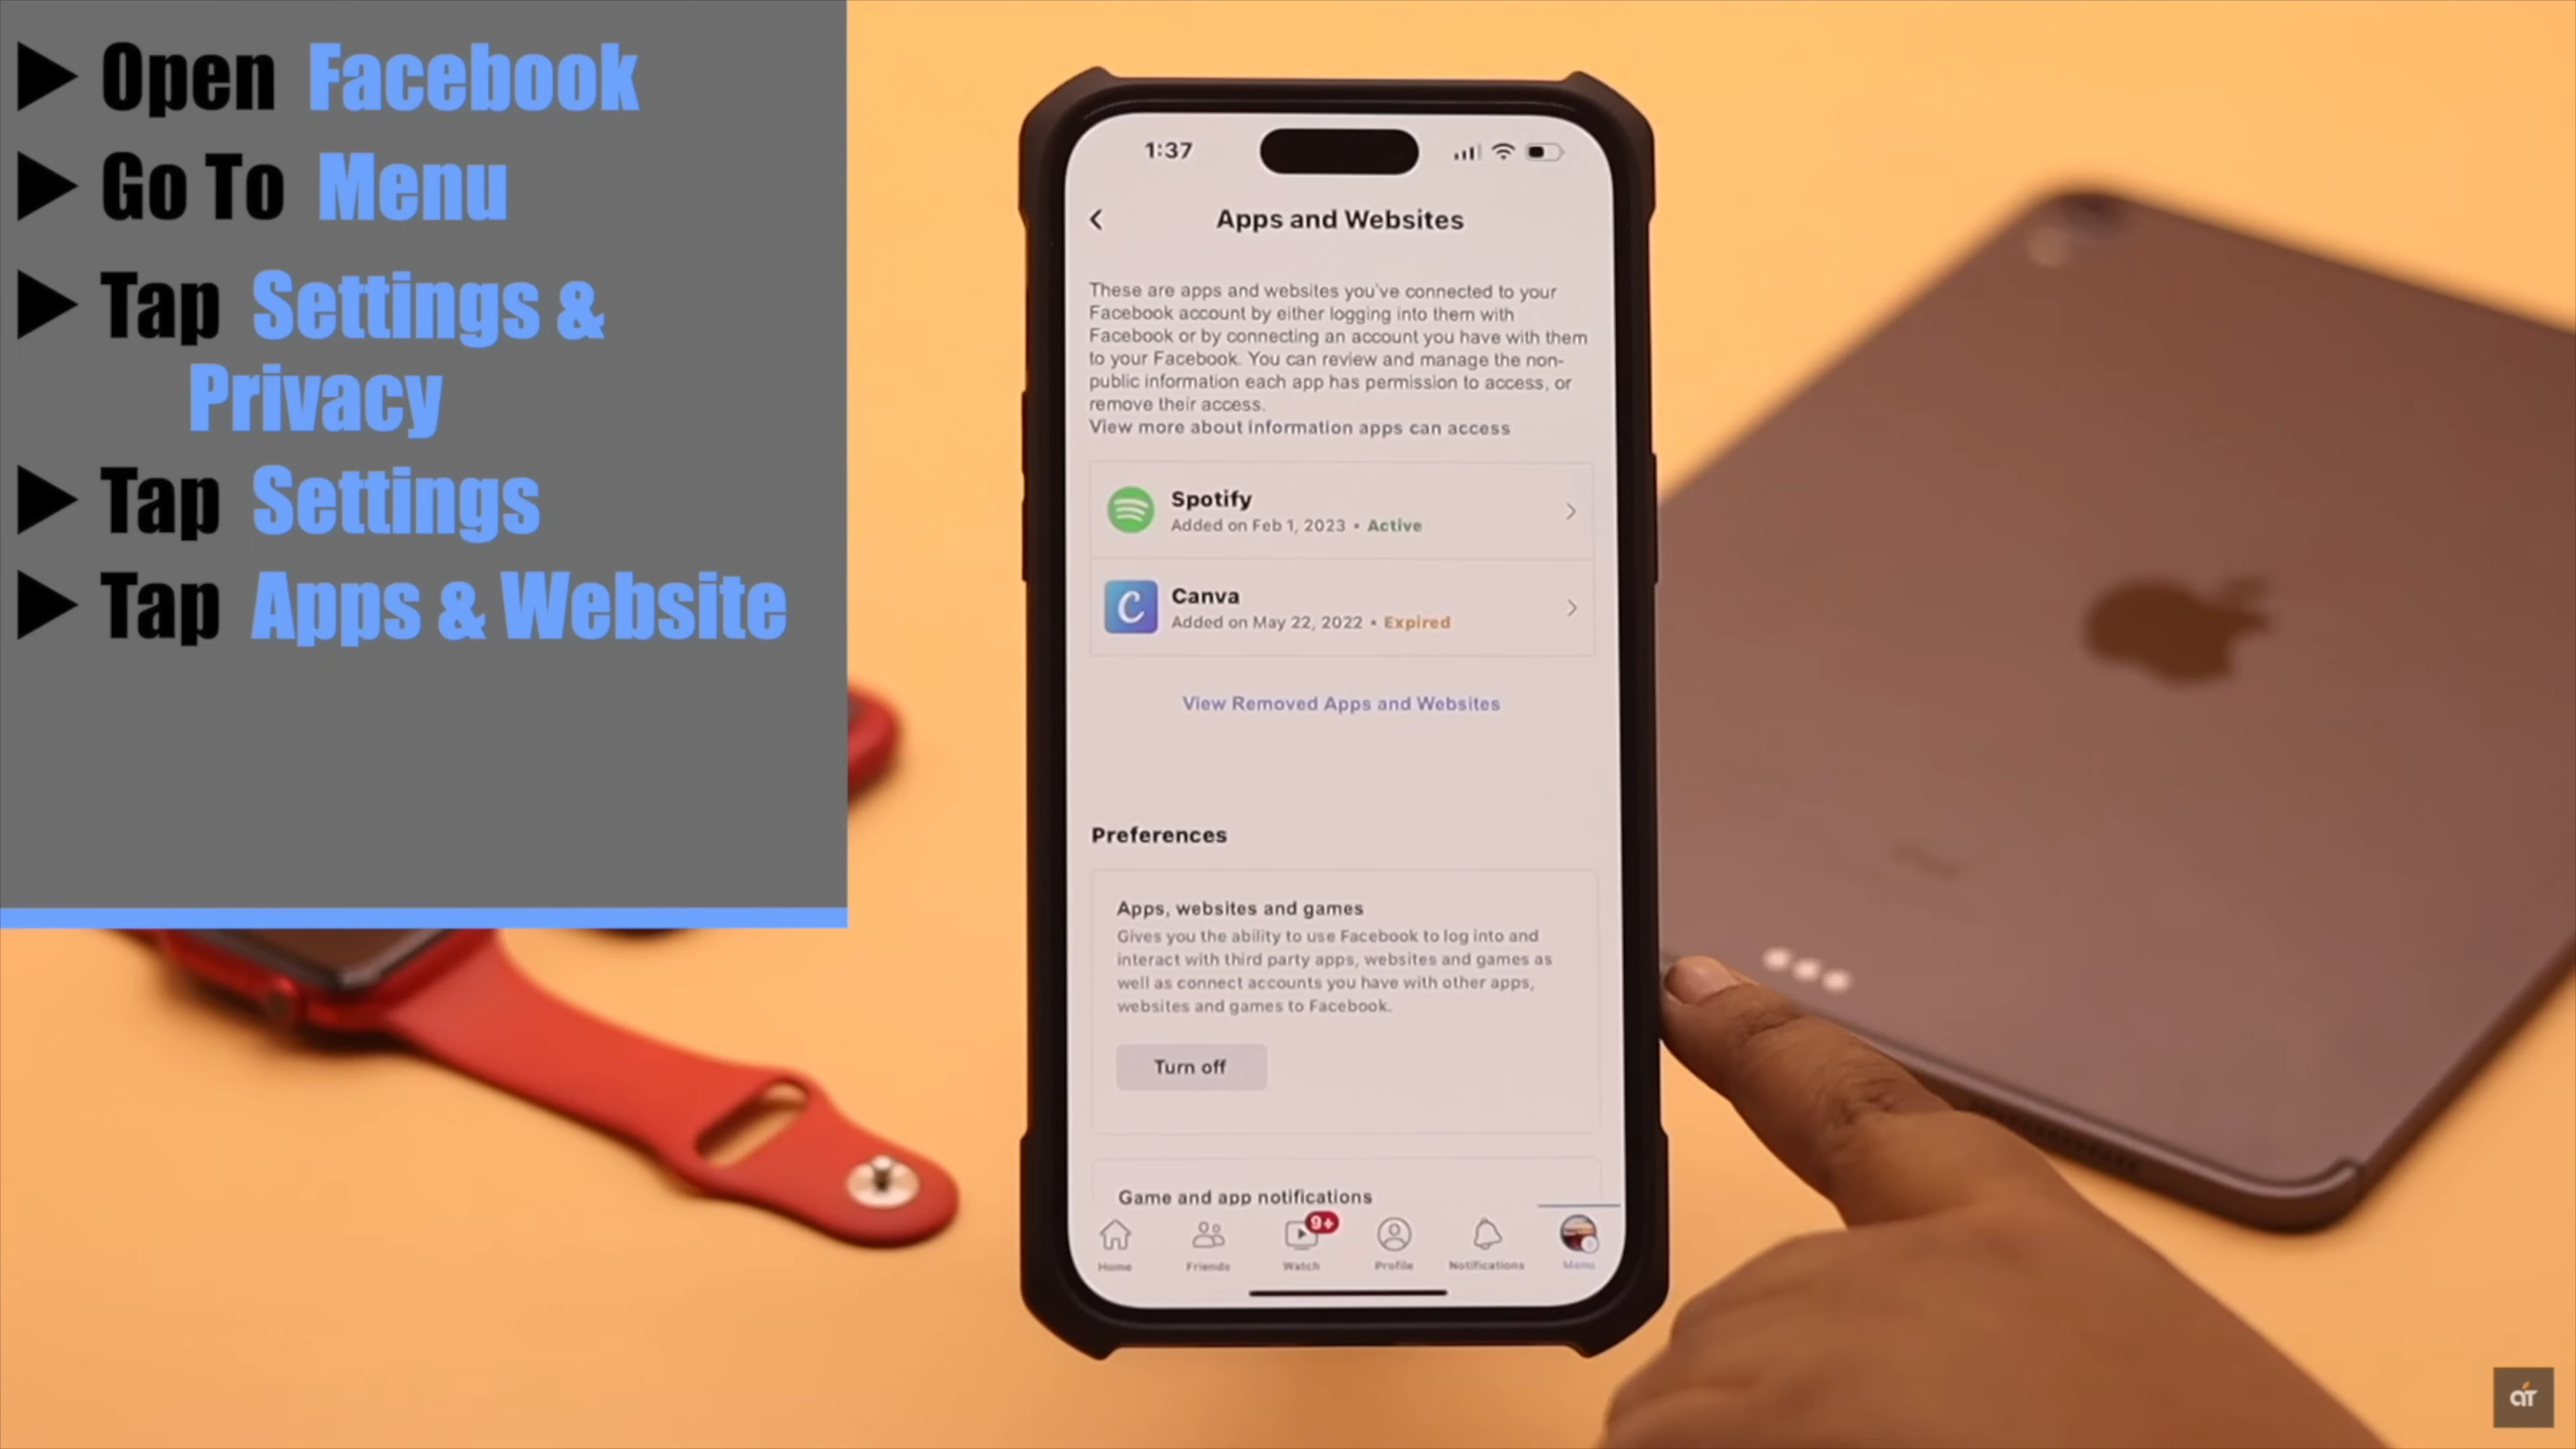 ► Open Facebook
► Go To Menu
► Tap Settings &
Privacy
► Tap Settings
► Tap Apps & Website
1:37
Apps and Websites
These are apps and websites you've connected to your
Facebook account by either logging into them with
Facebook or by connecting an account you have with them
to your Facebook. You can review and manage the non-
public information each app has permission to access, or
remove their access.
View more about information apps can access
Spotify
Added on Feb 1, 2023 • Active
C
Canva
Added on May 22, 2022 • Expired
View Removed Apps and Websites
Preferences
Apps, websites and games
Gives you the ability to use Facebook to log into and
interact with third party apps, websites and games as
well as connect accounts you have with other apps,
websites and games to Facebook.
Turn off
Game and app notifications
9+
Home Friends Watch Profile Notifications Menu
aT